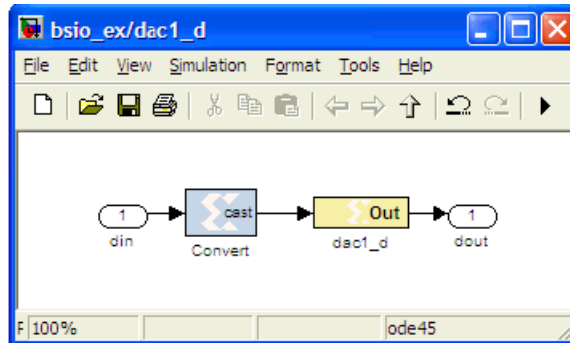 bsio_ex/dac1_d
File Edit View Simulation Format Tools Help
1 cast Out 1
din Convert dac1_d dout
F 100% ode45